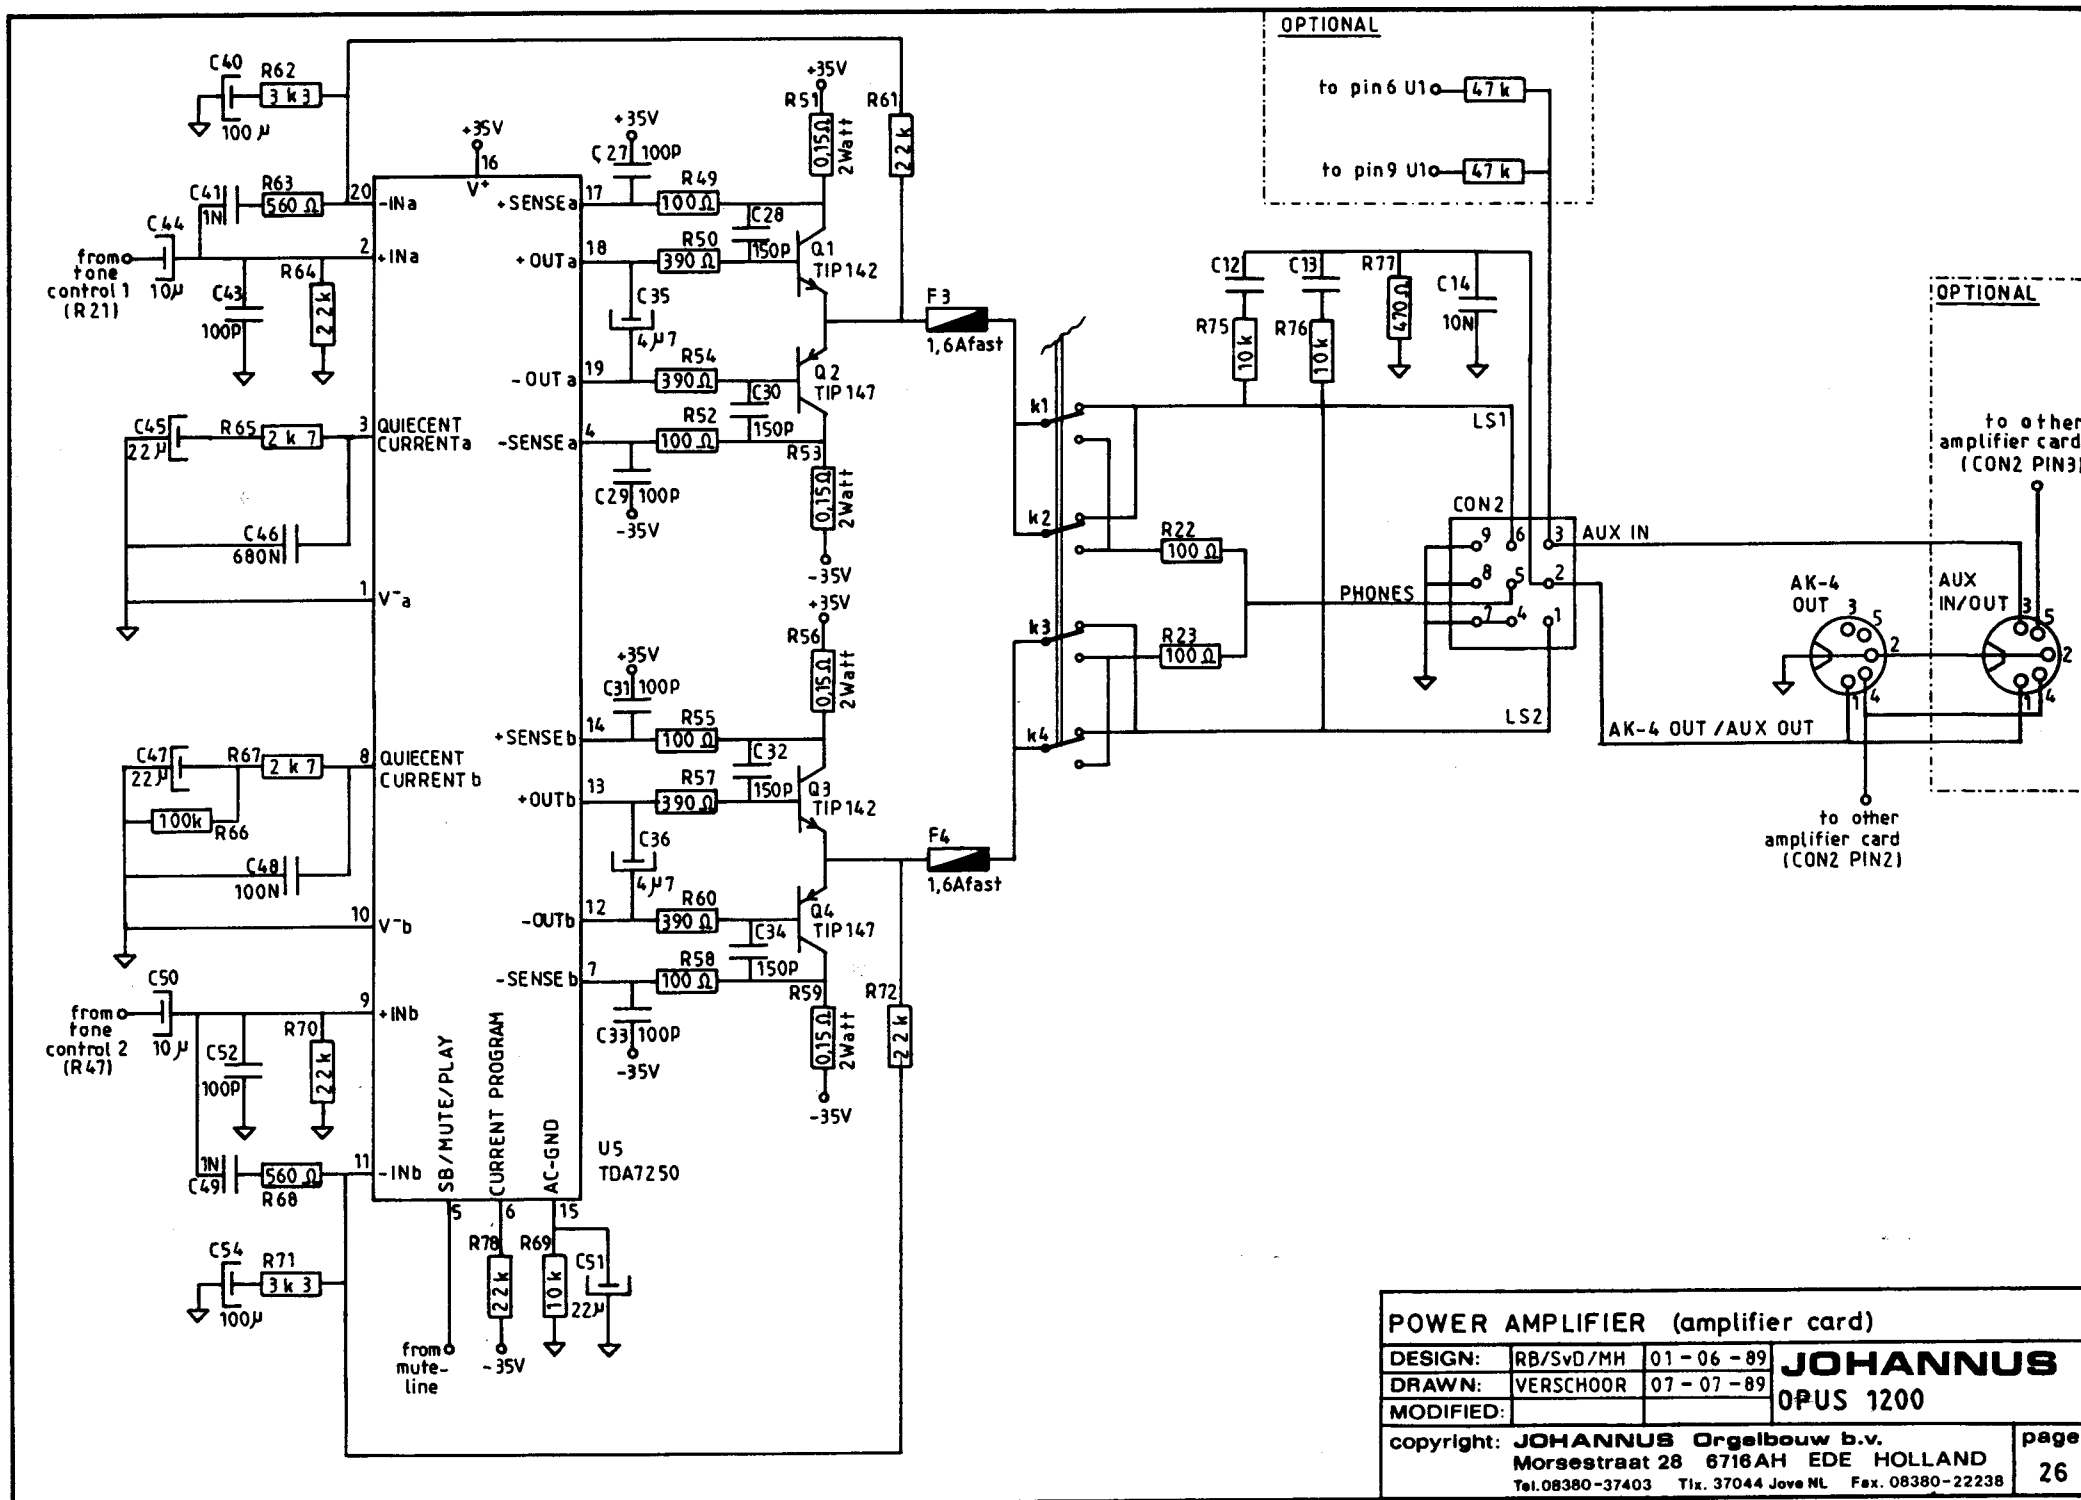 OPTIONAL
to pin6 U1
47k
to pin9 U1
47k
C40
R62
3k3
100µ
+35V
R51
0,15Ω
2Watt
R61
22k
+35V
16
V+
+35V
C27
100P
C41
1N
R63
560Ω
20
-INa
+SENSEa
17
R49
100Ω
C28
150P
C44
10µ
from
tone
control 1
(R21)
2
+INa
R64
22k
C43
100P
+OUTa
18
R50
390Ω
Q1
TIP142
C35
4µ7
F3
1,6Afast
-OUTa
19
R54
390Ω
Q2
TIP147
C30
150P
C45
22µ
R65
2k7
3
QUIECENT
CURRENTa
-SENSEa
4
R52
100Ω
R53
0,15Ω
2Watt
-35V
C29
100P
-35V
C46
680N
1
V-a
+35V
R56
0,15Ω
2Watt
+35V
C31
100P
+SENSEb
14
R55
100Ω
C32
150P
C47
22µ
R67
2k7
8
QUIECENT
CURRENTb
100k
R66
+OUTb
13
R57
390Ω
Q3
TIP142
C36
4µ7
F4
1,6Afast
C48
100N
10
V-b
-OUTb
12
R60
390Ω
Q4
TIP147
C34
150P
-SENSEb
7
R58
100Ω
R59
0,15Ω
2Watt
-35V
R72
22k
C33
100P
-35V
C50
10µ
from
tone
control 2
(R47)
9
+INb
R70
22k
C52
100P
1N
C49
560Ω
R68
11
-INb
SB/MUTE/PLAY
CURRENT PROGRAM
AC-GND
U5
TDA7250
5
6
15
C54
100µ
R71
3k3
R78
22k
R69
10k
C51
22µ
from
mute-
line
-35V
k1
k2
k3
k4
C12
C13
R77
470Ω
C14
10N
R75
10k
R76
10k
LS1
R22
100Ω
R23
100Ω
PHONES
LS2
CON2
9
6
3
8
5
2
7
4
1
AUX IN
AK-4 OUT /AUX OUT
AK-4
OUT
3
5
2
1
4
OPTIONAL
to other
amplifier card
(CON2 PIN3)
AUX
IN/OUT
3
5
2
1
4
to other
amplifier card
(CON2 PIN2)
POWER AMPLIFIER (amplifier card)
DESIGN: RB/SvD/MH 01-06-89
DRAWN: VERSCHOOR 07-07-89
MODIFIED:
JOHANNUS
OPUS 1200
copyright: JOHANNUS Orgelbouw b.v.
Morsestraat 28 6716AH EDE HOLLAND
Tel.08380-37403 Tlx. 37044 Jove NL Fax. 08380-22238
page
26